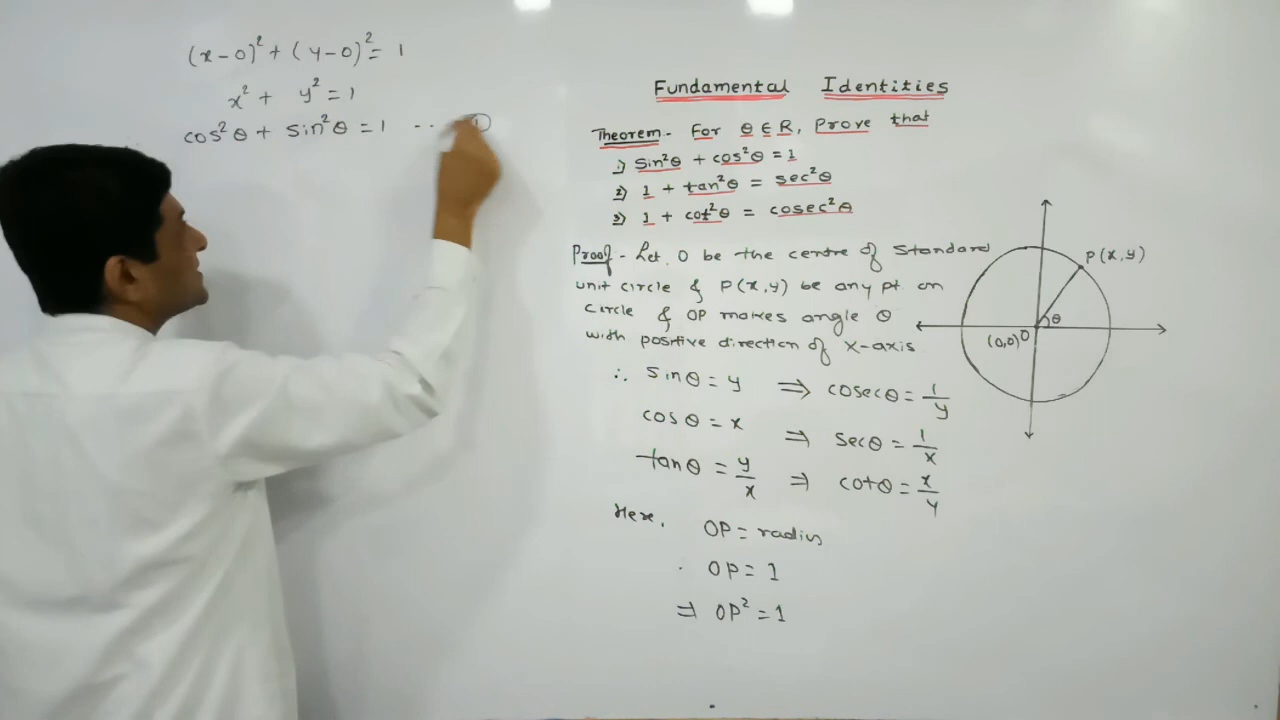 (x-0)² + (y-0)² = 1
x² + y² = 1
cos²θ + sin²θ = 1 -- ①
Fundamental Identities
Theorem - For θ ∈ R, Prove that
1) sin²θ + cos²θ = 1
2) 1 + tan²θ = sec²θ
3) 1 + cot²θ = cosec²θ
Proof - Let O be the centre of standard
unit circle & P(x,y) be any pt. on
circle & OP makes angle θ
with positive direction of X-axis
∴ sinθ = y ⇒ cosecθ = 1/y
cosθ = x ⇒ secθ = 1/x
tanθ = y/x ⇒ cotθ = x/y
Here, OP = radius
OP = 1
⇒ OP² = 1
P(x,y)
θ
(0,0) O